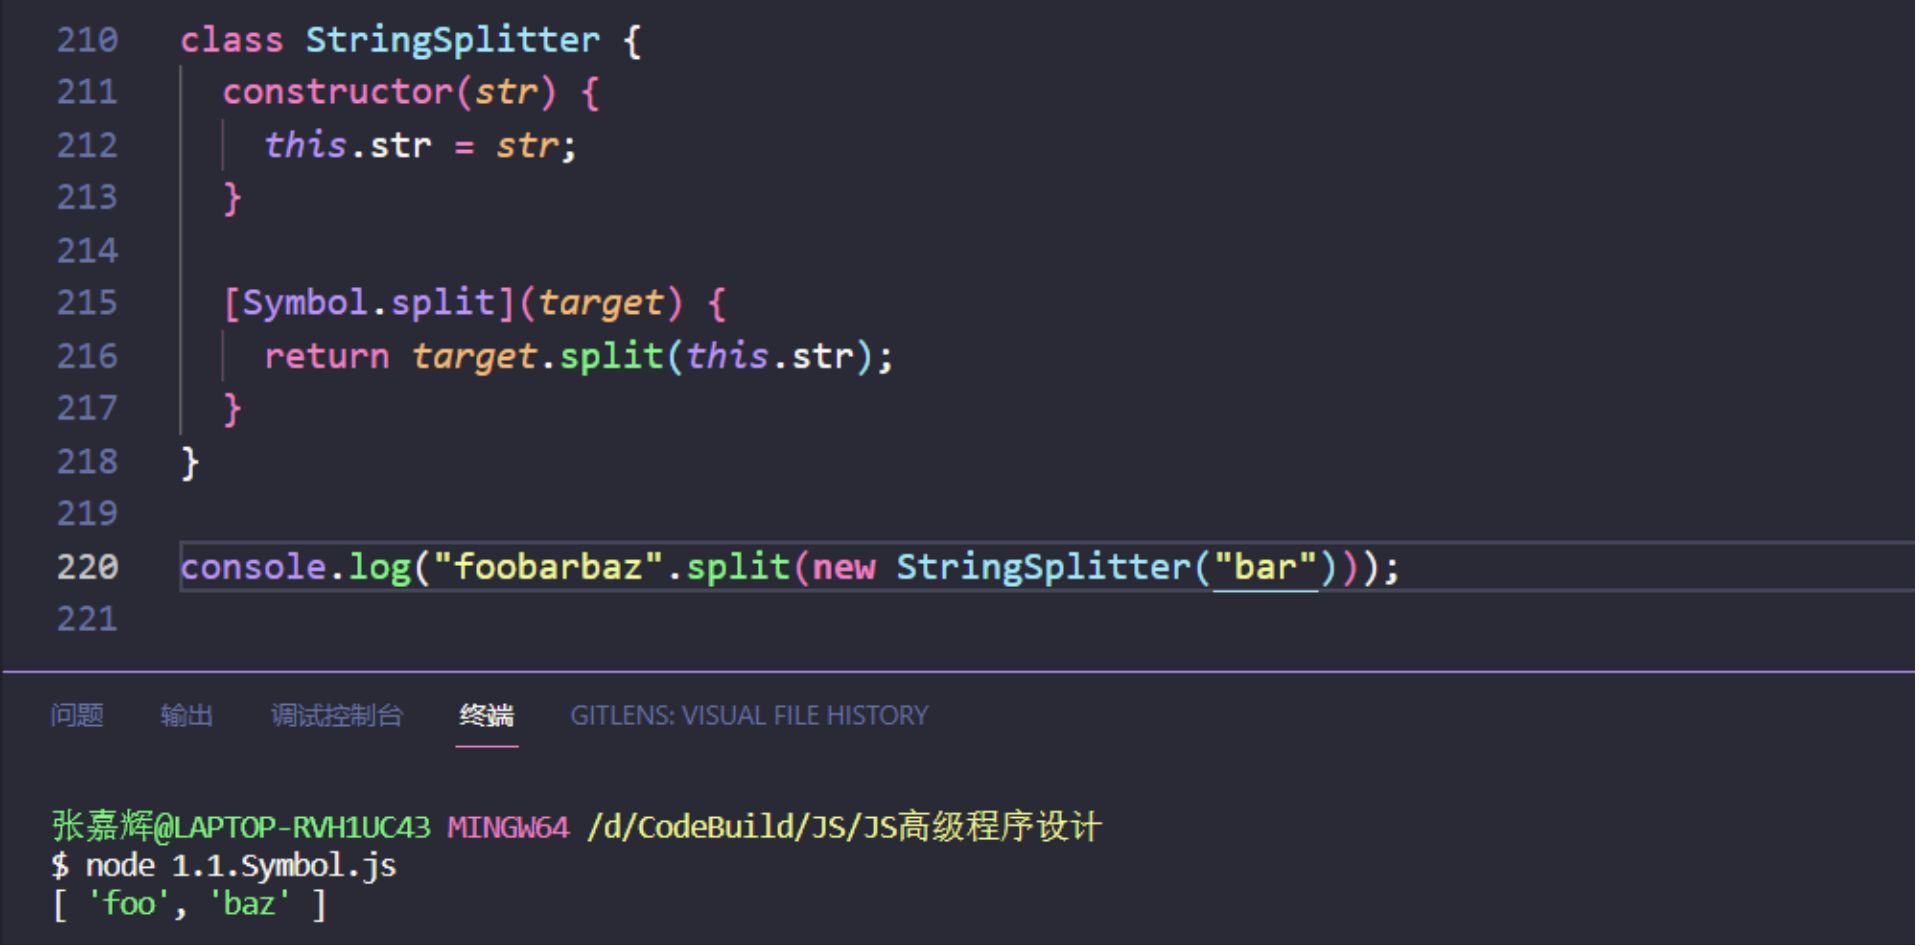 210 class StringSplitter {
211 constructor(str) {
212 this.str = str;
213 }
214
215 [Symbol.split](target) {
216 return target.split(this.str);
217 }
218 }
219
220 console.log("foobarbaz".split(new StringSplitter("bar")));
221
问题 输出 调试控制台 终端 GITLENS: VISUAL FILE HISTORY
张嘉辉@LAPTOP-RVH1UC43 MINGW64 /d/CodeBuild/JS/JS高级程序设计
$ node 1.1.Symbol.js
[ 'foo', 'baz' ]